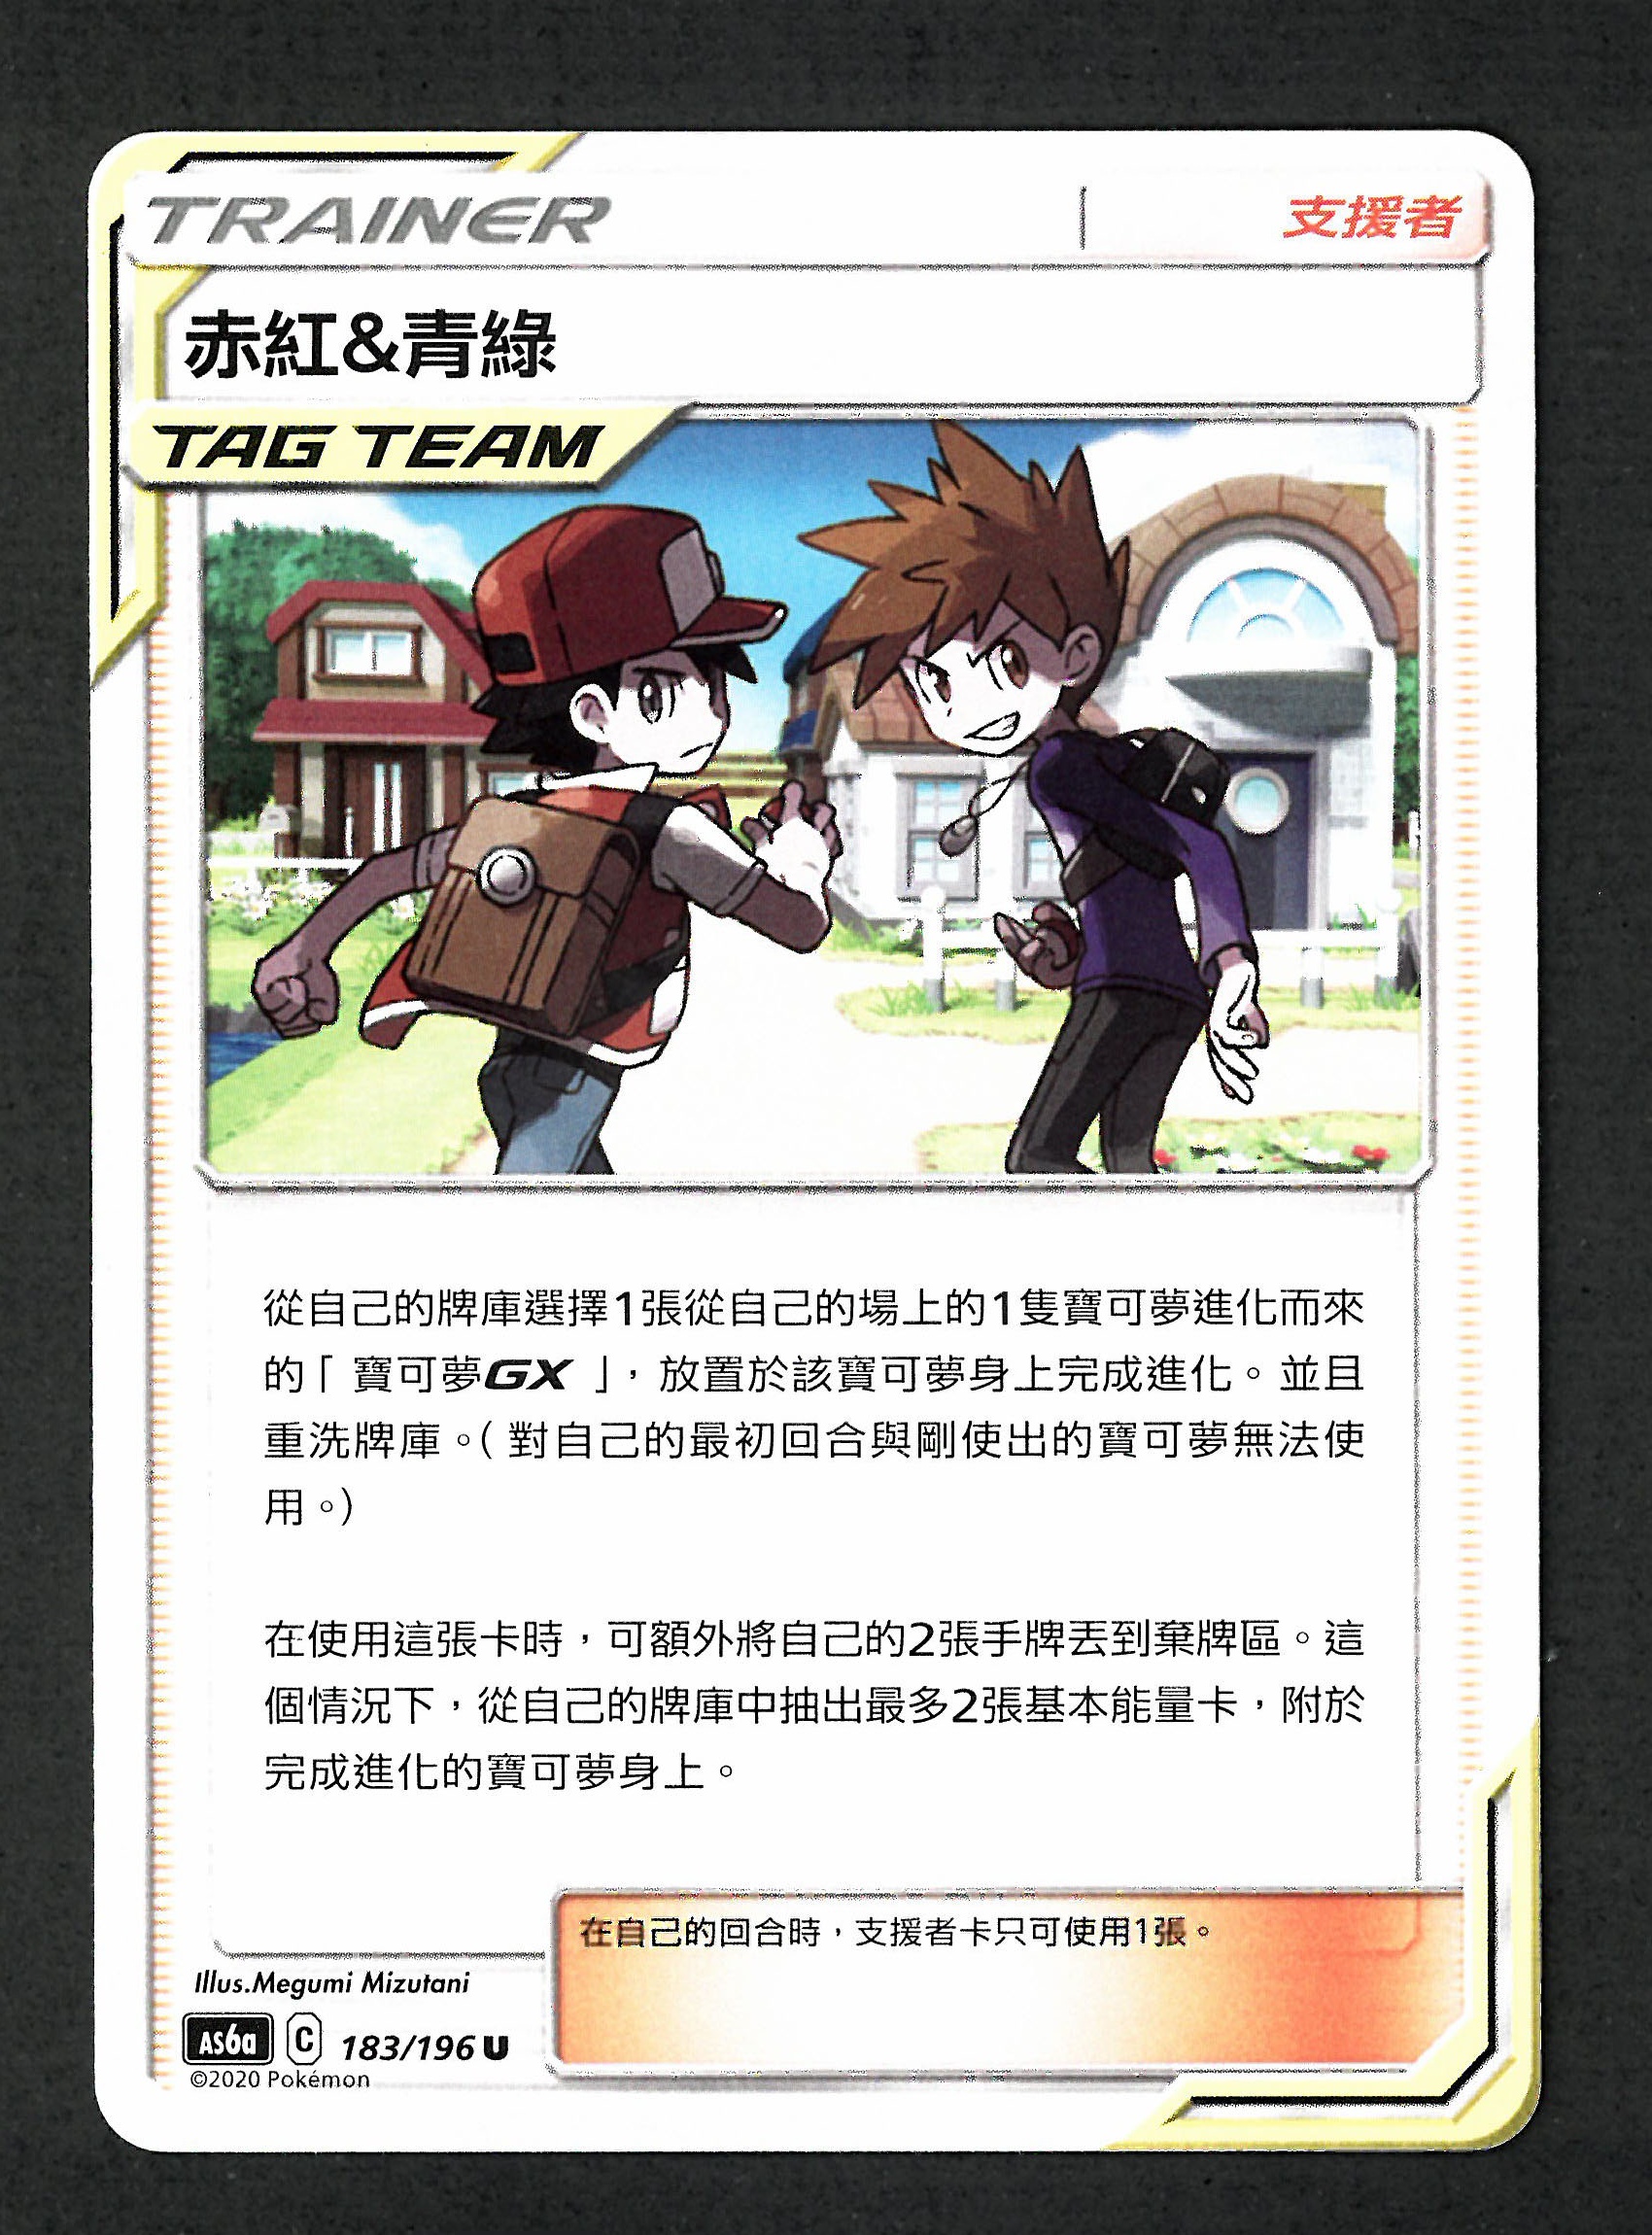 TRAINER
支援者
赤紅&青綠
TAG TEAM
從自己的牌庫選擇1張從自己的場上的1隻寶可夢進化而來
的「寶可夢GX」,放置於該寶可夢身上完成進化。並且
重洗牌庫。(對自己的最初回合與剛使出的寶可夢無法使
用。)
在使用這張卡時,可額外將自己的2張手牌丟到棄牌區。這
個情況下,從自己的牌庫中抽出最多2張基本能量卡,附於
完成進化的寶可夢身上。
在自己的回合時,支援者卡只可使用1張。
Illus.Megumi Mizutani
AS6a C 183/196 U
©2020 Pokémon